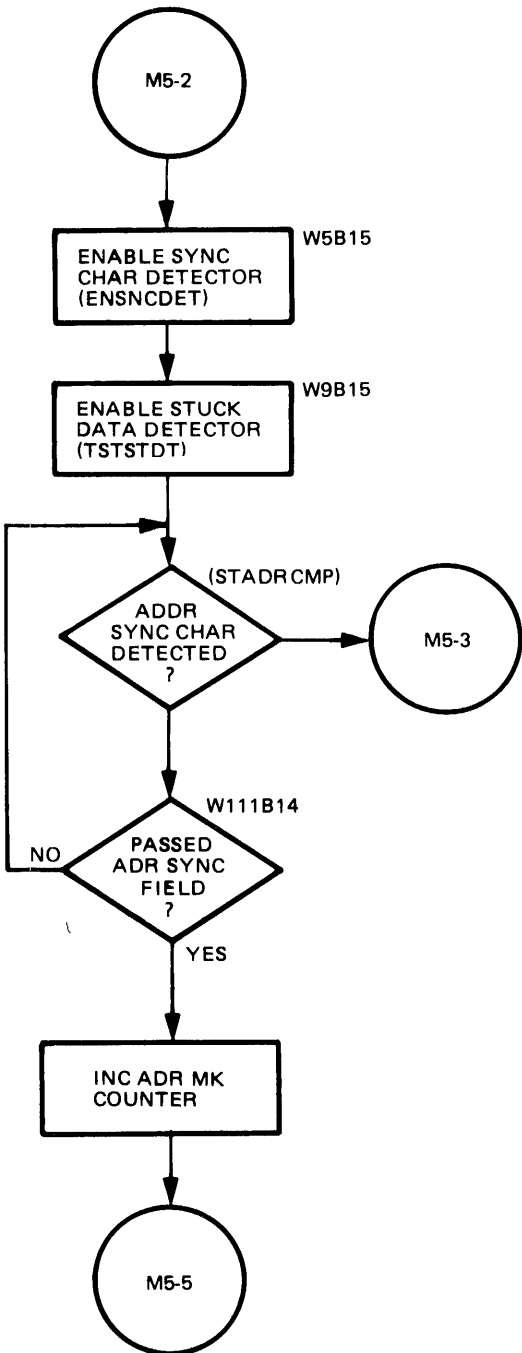 M5-2
W5B15
ENABLE SYNC
CHAR DETECTOR
(ENSNCDET)
W9B15
ENABLE STUCK
DATA DETECTOR
(TSTSTDT)
(STADRCMP)
ADDR
SYNC CHAR
DETECTED
?
M5-3
W111B14
PASSED
ADR SYNC
FIELD
?
NO
YES
INC ADR MK
COUNTER
M5-5